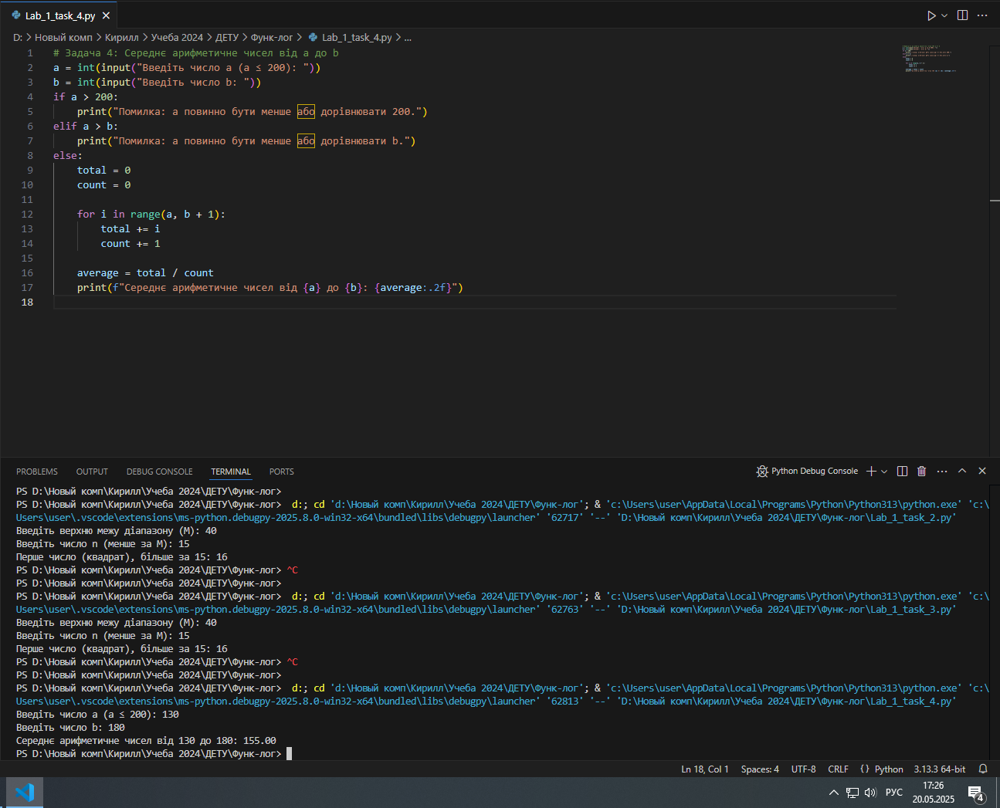 Lab_1_task_4.py
D: > Новый комп > Кирилл > Учеба 2024 > ДЕТУ > Функ-лог > Lab_1_task_4.py > ...
1 # Задача 4: Середнє арифметичне чисел від a до b
2 a = int(input("Введіть число a (a ≤ 200): "))
3 b = int(input("Введіть число b: "))
4 if a > 200:
5 print("Помилка: a повинно бути менше або дорівнювати 200.")
6 elif a > b:
7 print("Помилка: a повинно бути менше або дорівнювати b.")
8 else:
9 total = 0
10 count = 0
11
12 for i in range(a, b + 1):
13 total += i
14 count += 1
15
16 average = total / count
17 print(f"Середнє арифметичне чисел від {a} до {b}: {average:.2f}")
18
PROBLEMS OUTPUT DEBUG CONSOLE TERMINAL PORTS Python Debug Console
PS D:\Новый комп\Кирилл\Учеба 2024\ДЕТУ\Функ-лог>
PS D:\Новый комп\Кирилл\Учеба 2024\ДЕТУ\Функ-лог> d:; cd 'd:\Новый комп\Кирилл\Учеба 2024\ДЕТУ\Функ-лог'; & 'c:\Users\user\AppData\Local\Programs\Python\Python313\python.exe' 'c:\
Users\user\.vscode\extensions\ms-python.debugpy-2025.8.0-win32-x64\bundled\libs\debugpy\launcher' '62717' '--' 'D:\Новый комп\Кирилл\Учеба 2024\ДЕТУ\Функ-лог\Lab_1_task_2.py'
Введіть верхню межу діапазону (M): 40
Введіть число n (менше за M): 15
Перше число (квадрат), більше за 15: 16
PS D:\Новый комп\Кирилл\Учеба 2024\ДЕТУ\Функ-лог> ^C
PS D:\Новый комп\Кирилл\Учеба 2024\ДЕТУ\Функ-лог>
PS D:\Новый комп\Кирилл\Учеба 2024\ДЕТУ\Функ-лог> d:; cd 'd:\Новый комп\Кирилл\Учеба 2024\ДЕТУ\Функ-лог'; & 'c:\Users\user\AppData\Local\Programs\Python\Python313\python.exe' 'c:\
Users\user\.vscode\extensions\ms-python.debugpy-2025.8.0-win32-x64\bundled\libs\debugpy\launcher' '62763' '--' 'D:\Новый комп\Кирилл\Учеба 2024\ДЕТУ\Функ-лог\Lab_1_task_3.py'
Введіть верхню межу діапазону (M): 40
Введіть число n (менше за M): 15
Перше число (квадрат), більше за 15: 16
PS D:\Новый комп\Кирилл\Учеба 2024\ДЕТУ\Функ-лог> ^C
PS D:\Новый комп\Кирилл\Учеба 2024\ДЕТУ\Функ-лог>
PS D:\Новый комп\Кирилл\Учеба 2024\ДЕТУ\Функ-лог> d:; cd 'd:\Новый комп\Кирилл\Учеба 2024\ДЕТУ\Функ-лог'; & 'c:\Users\user\AppData\Local\Programs\Python\Python313\python.exe' 'c:\
Users\user\.vscode\extensions\ms-python.debugpy-2025.8.0-win32-x64\bundled\libs\debugpy\launcher' '62813' '--' 'D:\Новый комп\Кирилл\Учеба 2024\ДЕТУ\Функ-лог\Lab_1_task_4.py'
Введіть число a (a ≤ 200): 130
Введіть число b: 180
Середнє арифметичне чисел від 130 до 180: 155.00
PS D:\Новый комп\Кирилл\Учеба 2024\ДЕТУ\Функ-лог>
Ln 18, Col 1 Spaces: 4 UTF-8 CRLF {} Python 3.13.3 64-bit
РУС 17:26
20.05.2025 4